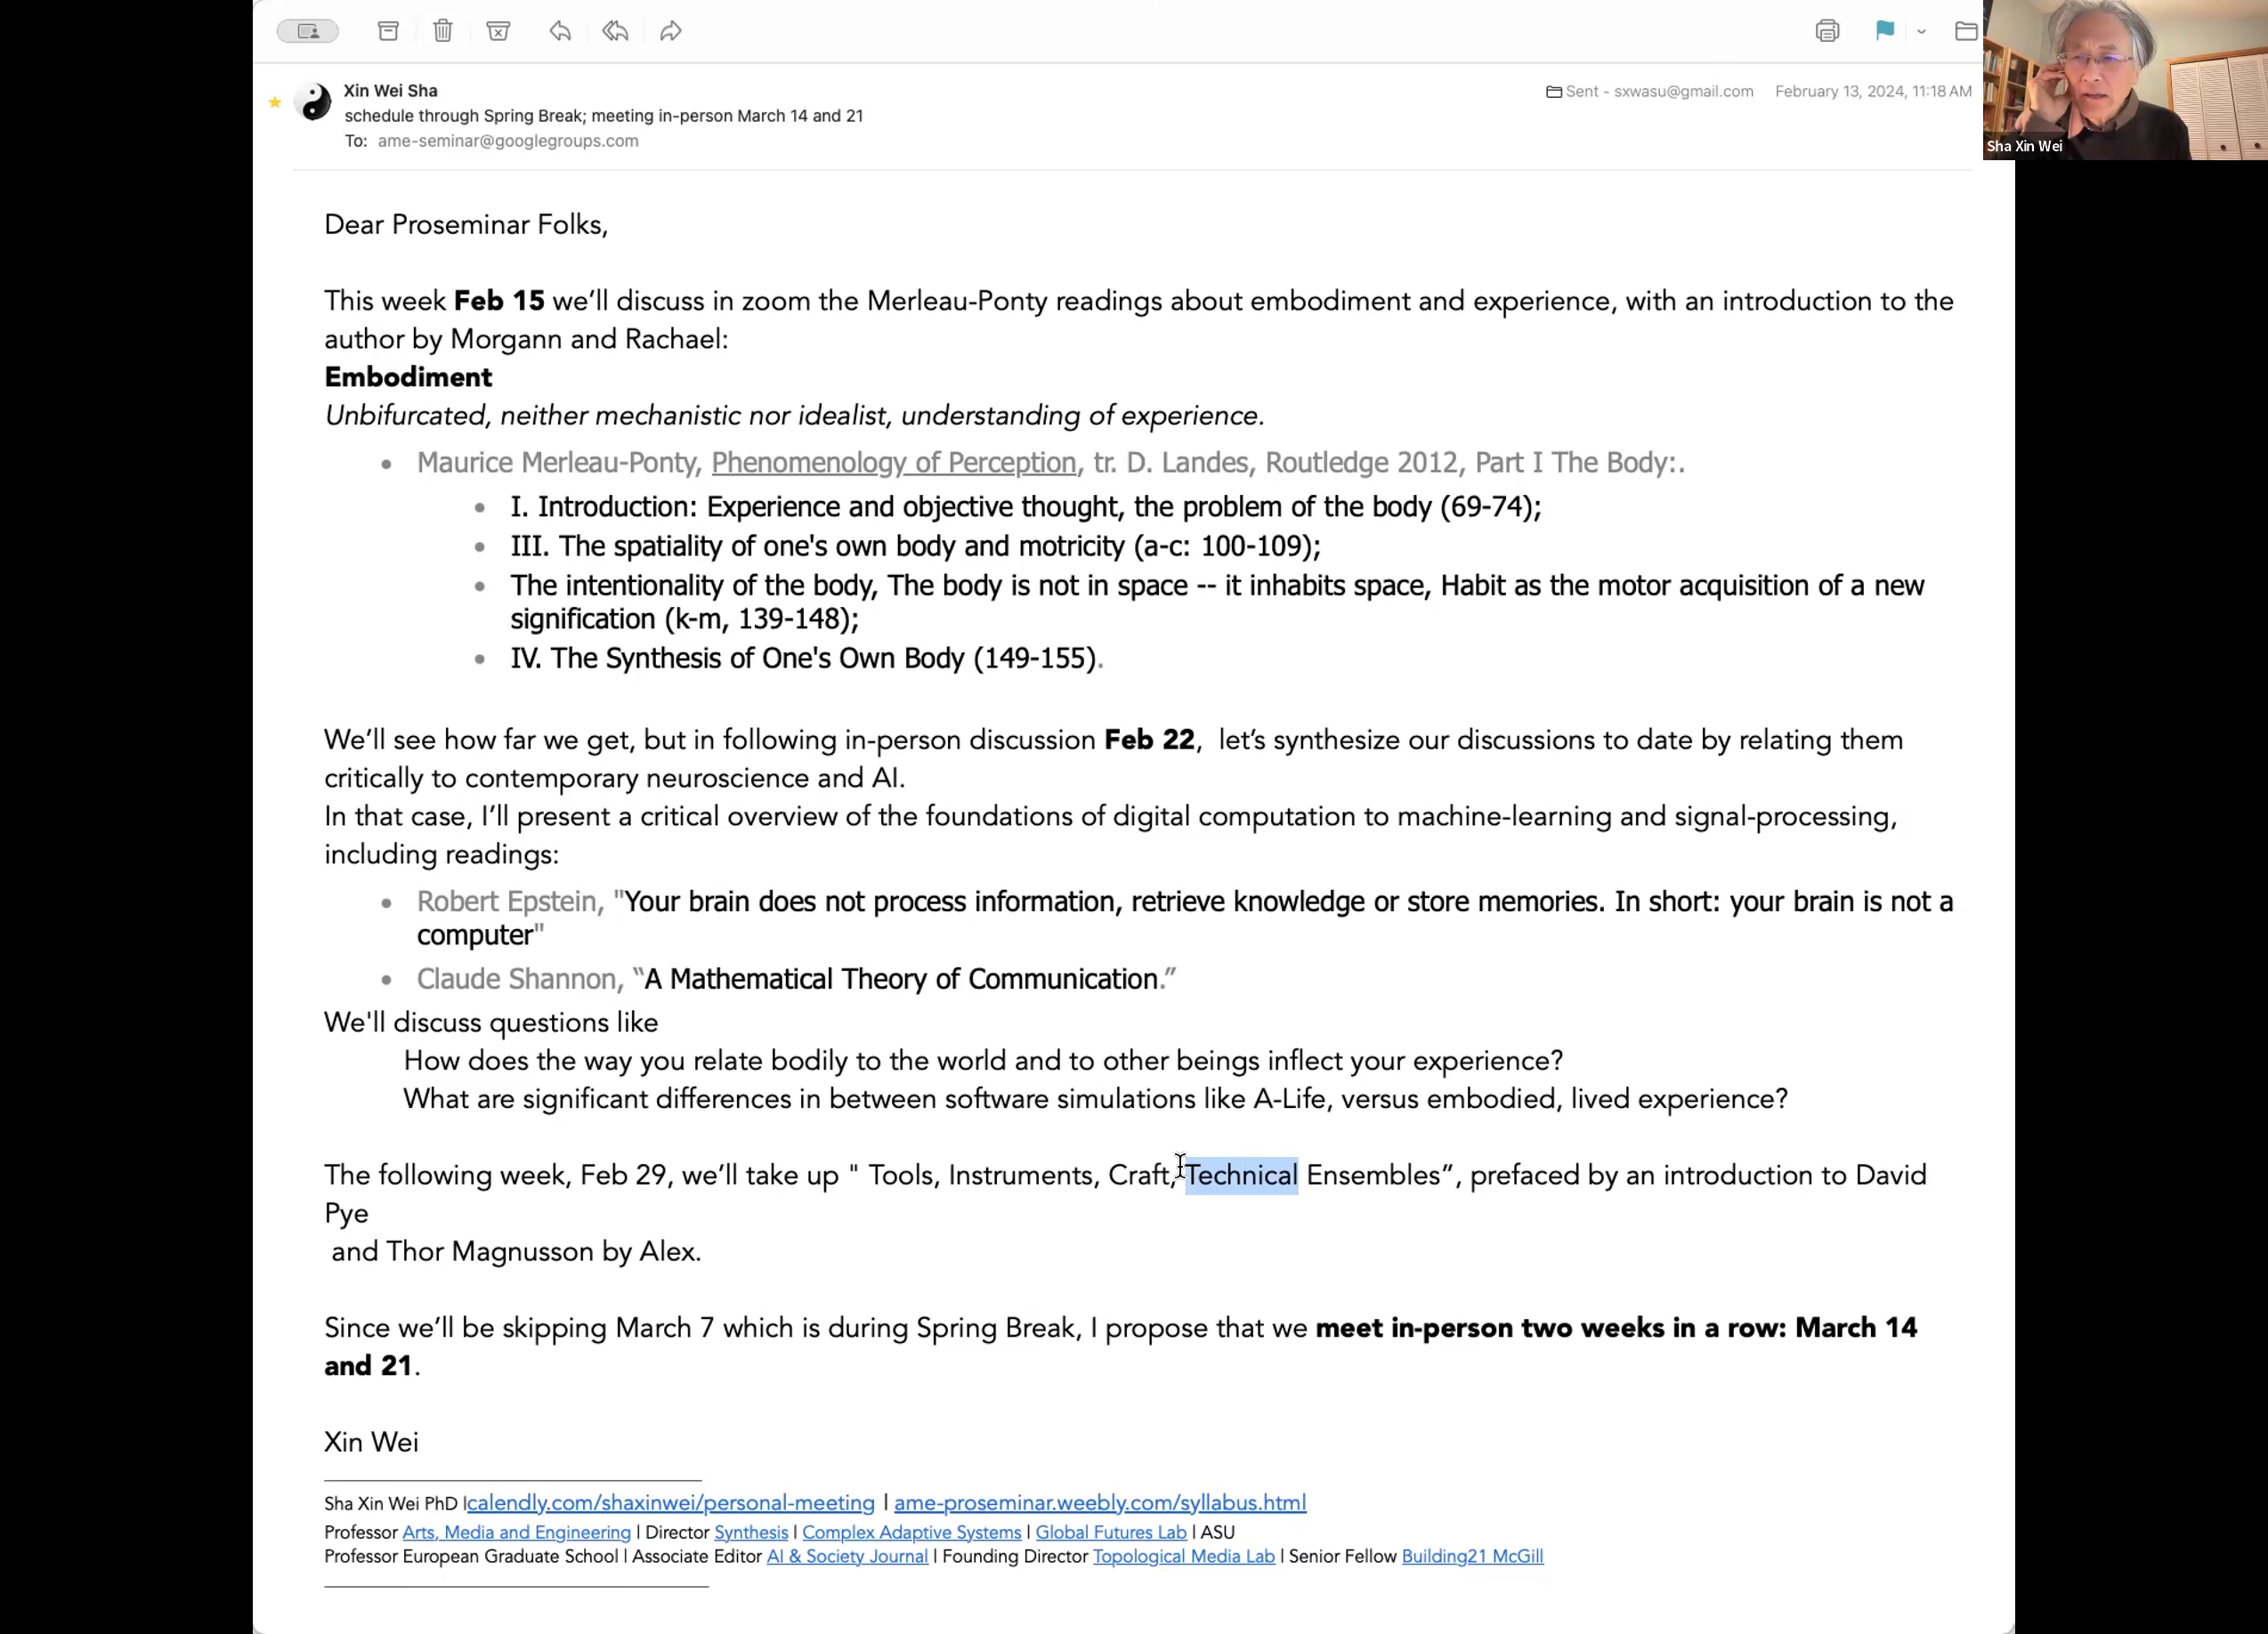 Xin Wei Sha
Sent - sxwasu@gmail.com February 13, 2024, 11:18 AM
schedule through Spring Break; meeting in-person March 14 and 21
To: ame-seminar@googlegroups.com
Sha Xin Wei
Dear Proseminar Folks,
This week Feb 15 we’ll discuss in zoom the Merleau-Ponty readings about embodiment and experience, with an introduction to the
author by Morgann and Rachael:
Embodiment
Unbifurcated, neither mechanistic nor idealist, understanding of experience.
• Maurice Merleau-Ponty, Phenomenology of Perception, tr. D. Landes, Routledge 2012, Part I The Body:.
• I. Introduction: Experience and objective thought, the problem of the body (69-74);
• III. The spatiality of one's own body and motricity (a-c: 100-109);
• The intentionality of the body, The body is not in space -- it inhabits space, Habit as the motor acquisition of a new
signification (k-m, 139-148);
• IV. The Synthesis of One's Own Body (149-155).
We’ll see how far we get, but in following in-person discussion Feb 22, let’s synthesize our discussions to date by relating them
critically to contemporary neuroscience and AI.
In that case, I’ll present a critical overview of the foundations of digital computation to machine-learning and signal-processing,
including readings:
• Robert Epstein, "Your brain does not process information, retrieve knowledge or store memories. In short: your brain is not a
computer"
• Claude Shannon, “A Mathematical Theory of Communication.”
We'll discuss questions like
How does the way you relate bodily to the world and to other beings inflect your experience?
What are significant differences in between software simulations like A-Life, versus embodied, lived experience?
The following week, Feb 29, we’ll take up " Tools, Instruments, Craft, Technical Ensembles”, prefaced by an introduction to David
Pye
and Thor Magnusson by Alex.
Since we’ll be skipping March 7 which is during Spring Break, I propose that we meet in-person two weeks in a row: March 14
and 21.
Xin Wei
Sha Xin Wei PhD |calendly.com/shaxinwei/personal-meeting | ame-proseminar.weebly.com/syllabus.html
Professor Arts, Media and Engineering | Director Synthesis | Complex Adaptive Systems | Global Futures Lab | ASU
Professor European Graduate School | Associate Editor AI & Society Journal | Founding Director Topological Media Lab | Senior Fellow Building21 McGill